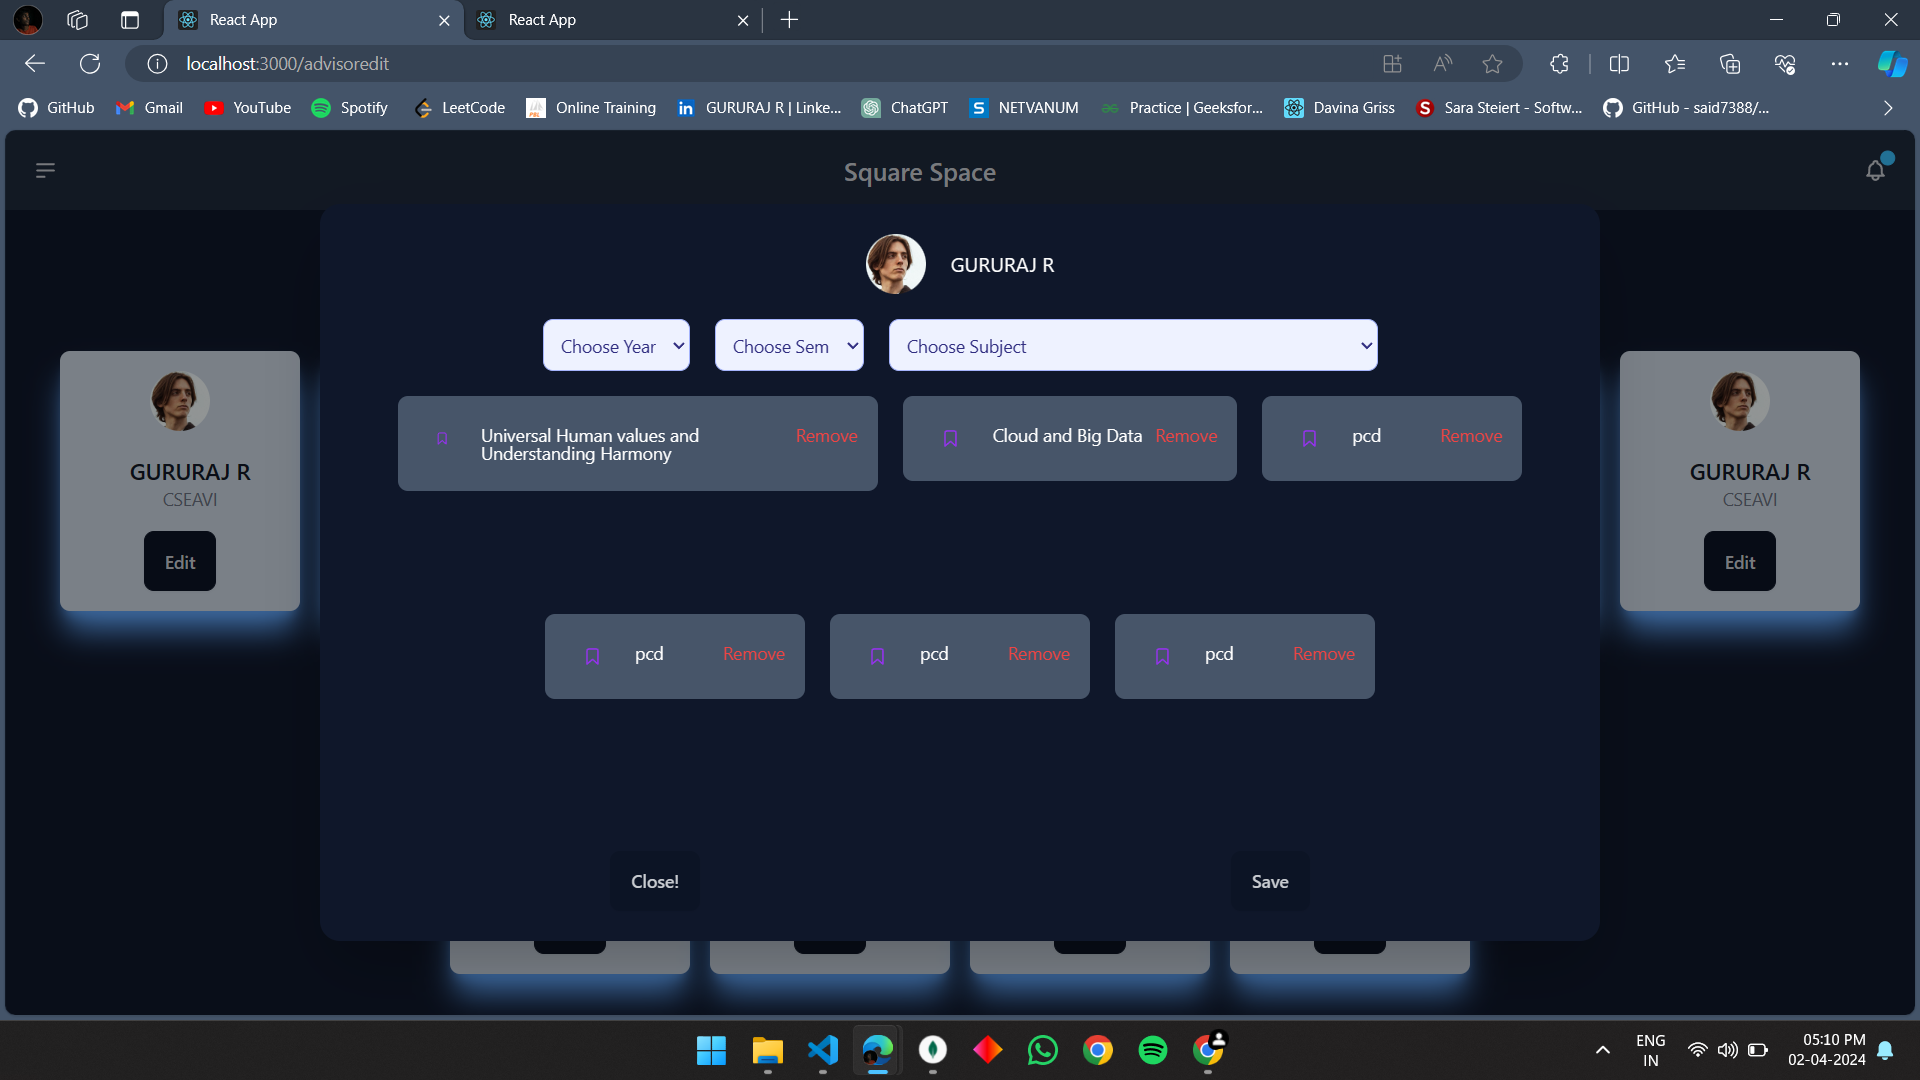 React App
React App
localhost:3000/advisoredit
GitHub
Gmail
YouTube
Spotify
LeetCode
Online Training
GURURAJ R | Linke...
ChatGPT
NETVANUM
Practice | Geeksfor...
Davina Griss
Sara Steiert - Softw...
GitHub - said7388/...
Square Space
GURURAJ R
Choose Year
Choose Sem
Choose Subject
Universal Human values and
Understanding Harmony
Remove
Cloud and Big Data
Remove
pcd
Remove
GURURAJ R
CSEAVI
Edit
GURURAJ R
CSEAVI
Edit
pcd
Remove
pcd
Remove
pcd
Remove
Close!
Save
ENG
IN
05:10 PM
02-04-2024